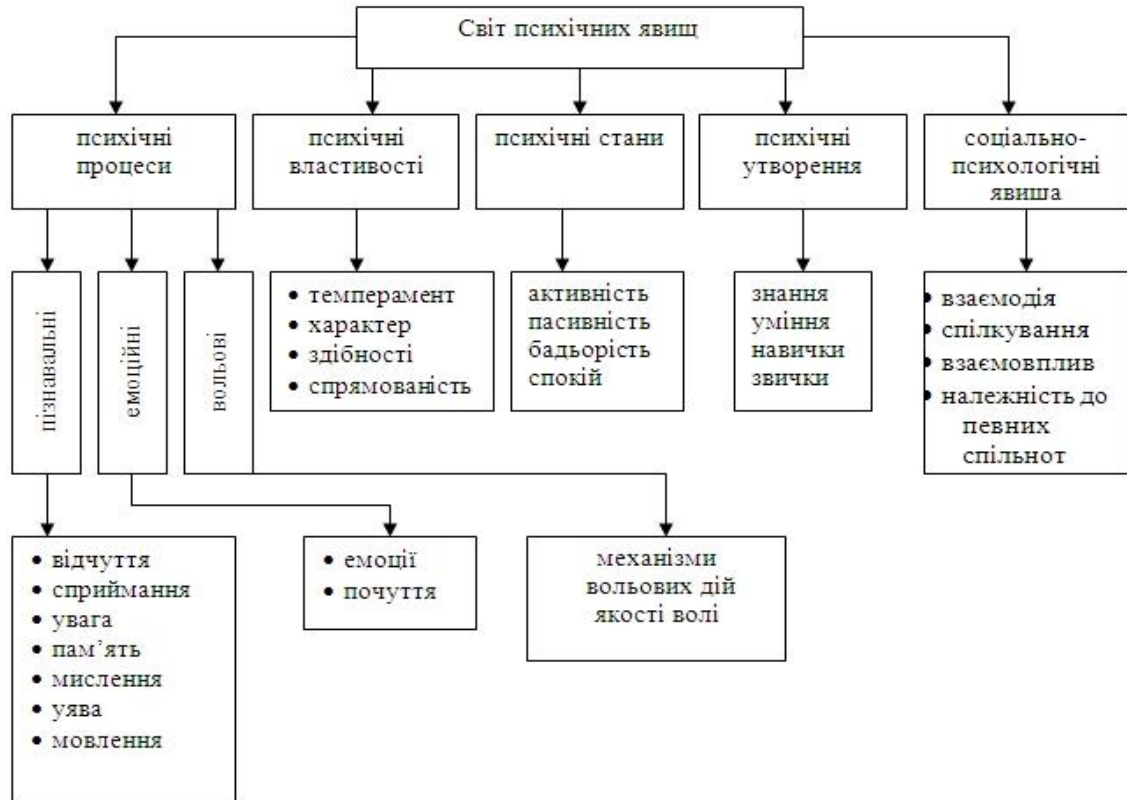 Світ психічних явищ
психічні
процеси
психічні
властивості
психічні стани
психічні
утворення
соціально-
психологічні
явиша
пізнавальні
емоційні
вольові
• темперамент
• характер
• здібності
• спрямованість
активність
пасивність
бадьорість
спокій
знання
уміння
навички
звички
• взаємодія
• спілкування
• взаємовплив
• належність до
певних
спільнот
• відчуття
• сприймання
• увага
• пам’ять
• мислення
• уява
• мовлення
• емоції
• почуття
механізми
вольових дій
якості волі